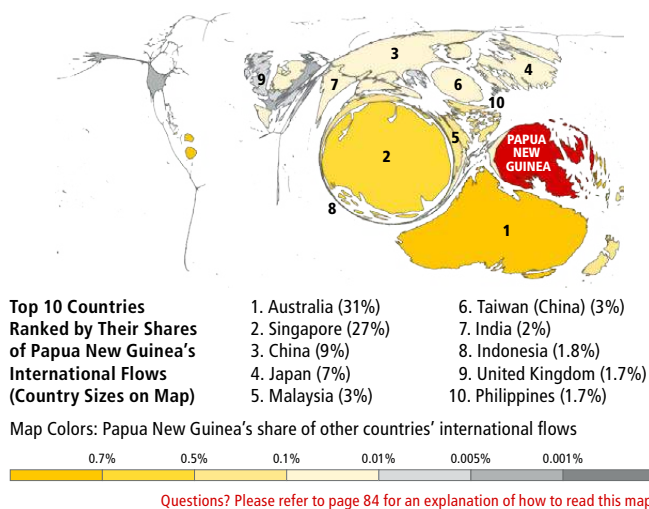 3
9
7
6
4
10
5
2
PAPUA
NEW
GUINEA
8
1
Top 10 Countries
Ranked by Their Shares
of Papua New Guinea's
International Flows
(Country Sizes on Map)
1. Australia (31%)
2. Singapore (27%)
3. China (9%)
4. Japan (7%)
5. Malaysia (3%)
6. Taiwan (China) (3%)
7. India (2%)
8. Indonesia (1.8%)
9. United Kingdom (1.7%)
10. Philippines (1.7%)
Map Colors: Papua New Guinea's share of other countries' international flows
0.7% 0.5% 0.1% 0.01% 0.005% 0.001%
Questions? Please refer to page 84 for an explanation of how to read this map